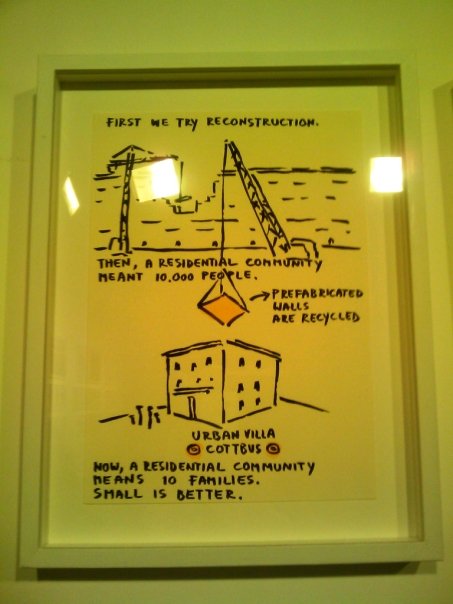 FIRST WE TRY RECONSTRUCTION.
THEN, A RESIDENTIAL COMMUNITY
MEANT 10.000 PEOPLE.
PREFABRICATED
WALLS
ARE RECYCLED
URBAN VILLA
COTTBUS
NOW, A RESIDENTIAL COMMUNITY
MEANS 10 FAMILIES.
SMALL IS BETTER.